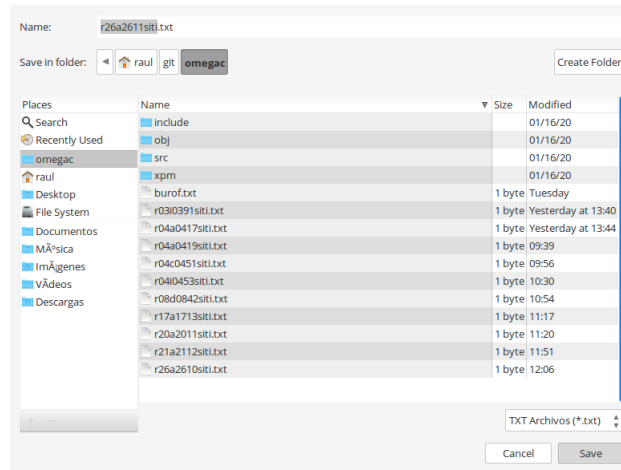 Name: r26a2611siti.txt
Save in folder: raul git omegac Create Folder
Places Name Size Modified
Search include 01/16/20
Recently Used obj 01/16/20
omegac src 01/16/20
raul xpm 01/16/20
Desktop burof.txt 1 byte Tuesday
File System r03i0391siti.txt 1 byte Yesterday at 13:40
Documentos r04a0417siti.txt 1 byte Yesterday at 13:44
MÃºsica r04a0419siti.txt 1 byte 09:39
ImÃ¡genes r04c0451siti.txt 1 byte 09:56
VÃ­deos r04i0453siti.txt 1 byte 10:30
Descargas r08d0842siti.txt 1 byte 10:54
r17a1713siti.txt 1 byte 11:17
r20a2011siti.txt 1 byte 11:20
r21a2112siti.txt 1 byte 11:51
r26a2610siti.txt 1 byte 12:06
TXT Archivos (*.txt)
Cancel Save